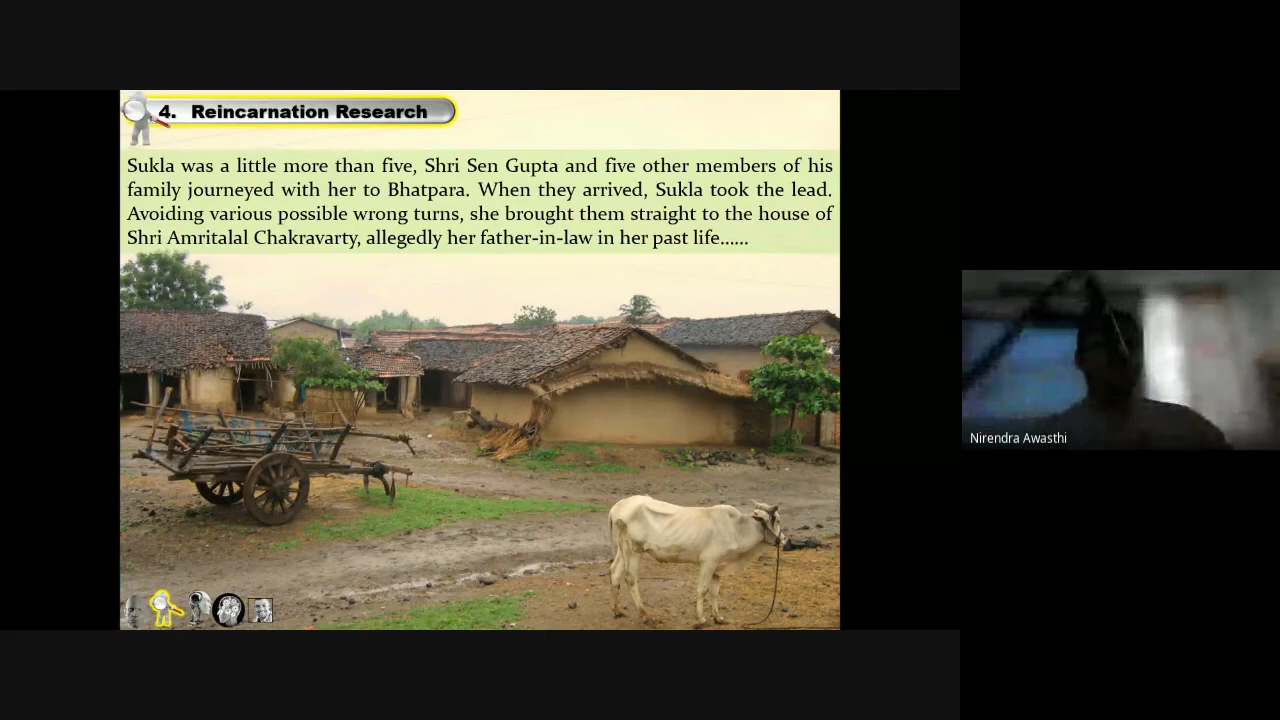 4. Reincarnation Research
Sukla was a little more than five, Shri Sen Gupta and five other members of his
family journeyed with her to Bhatpara. When they arrived, Sukla took the lead.
Avoiding various possible wrong turns, she brought them straight to the house of
Shri Amritalal Chakravarty, allegedly her father-in-law in her past life......
Nirendra Awasthi